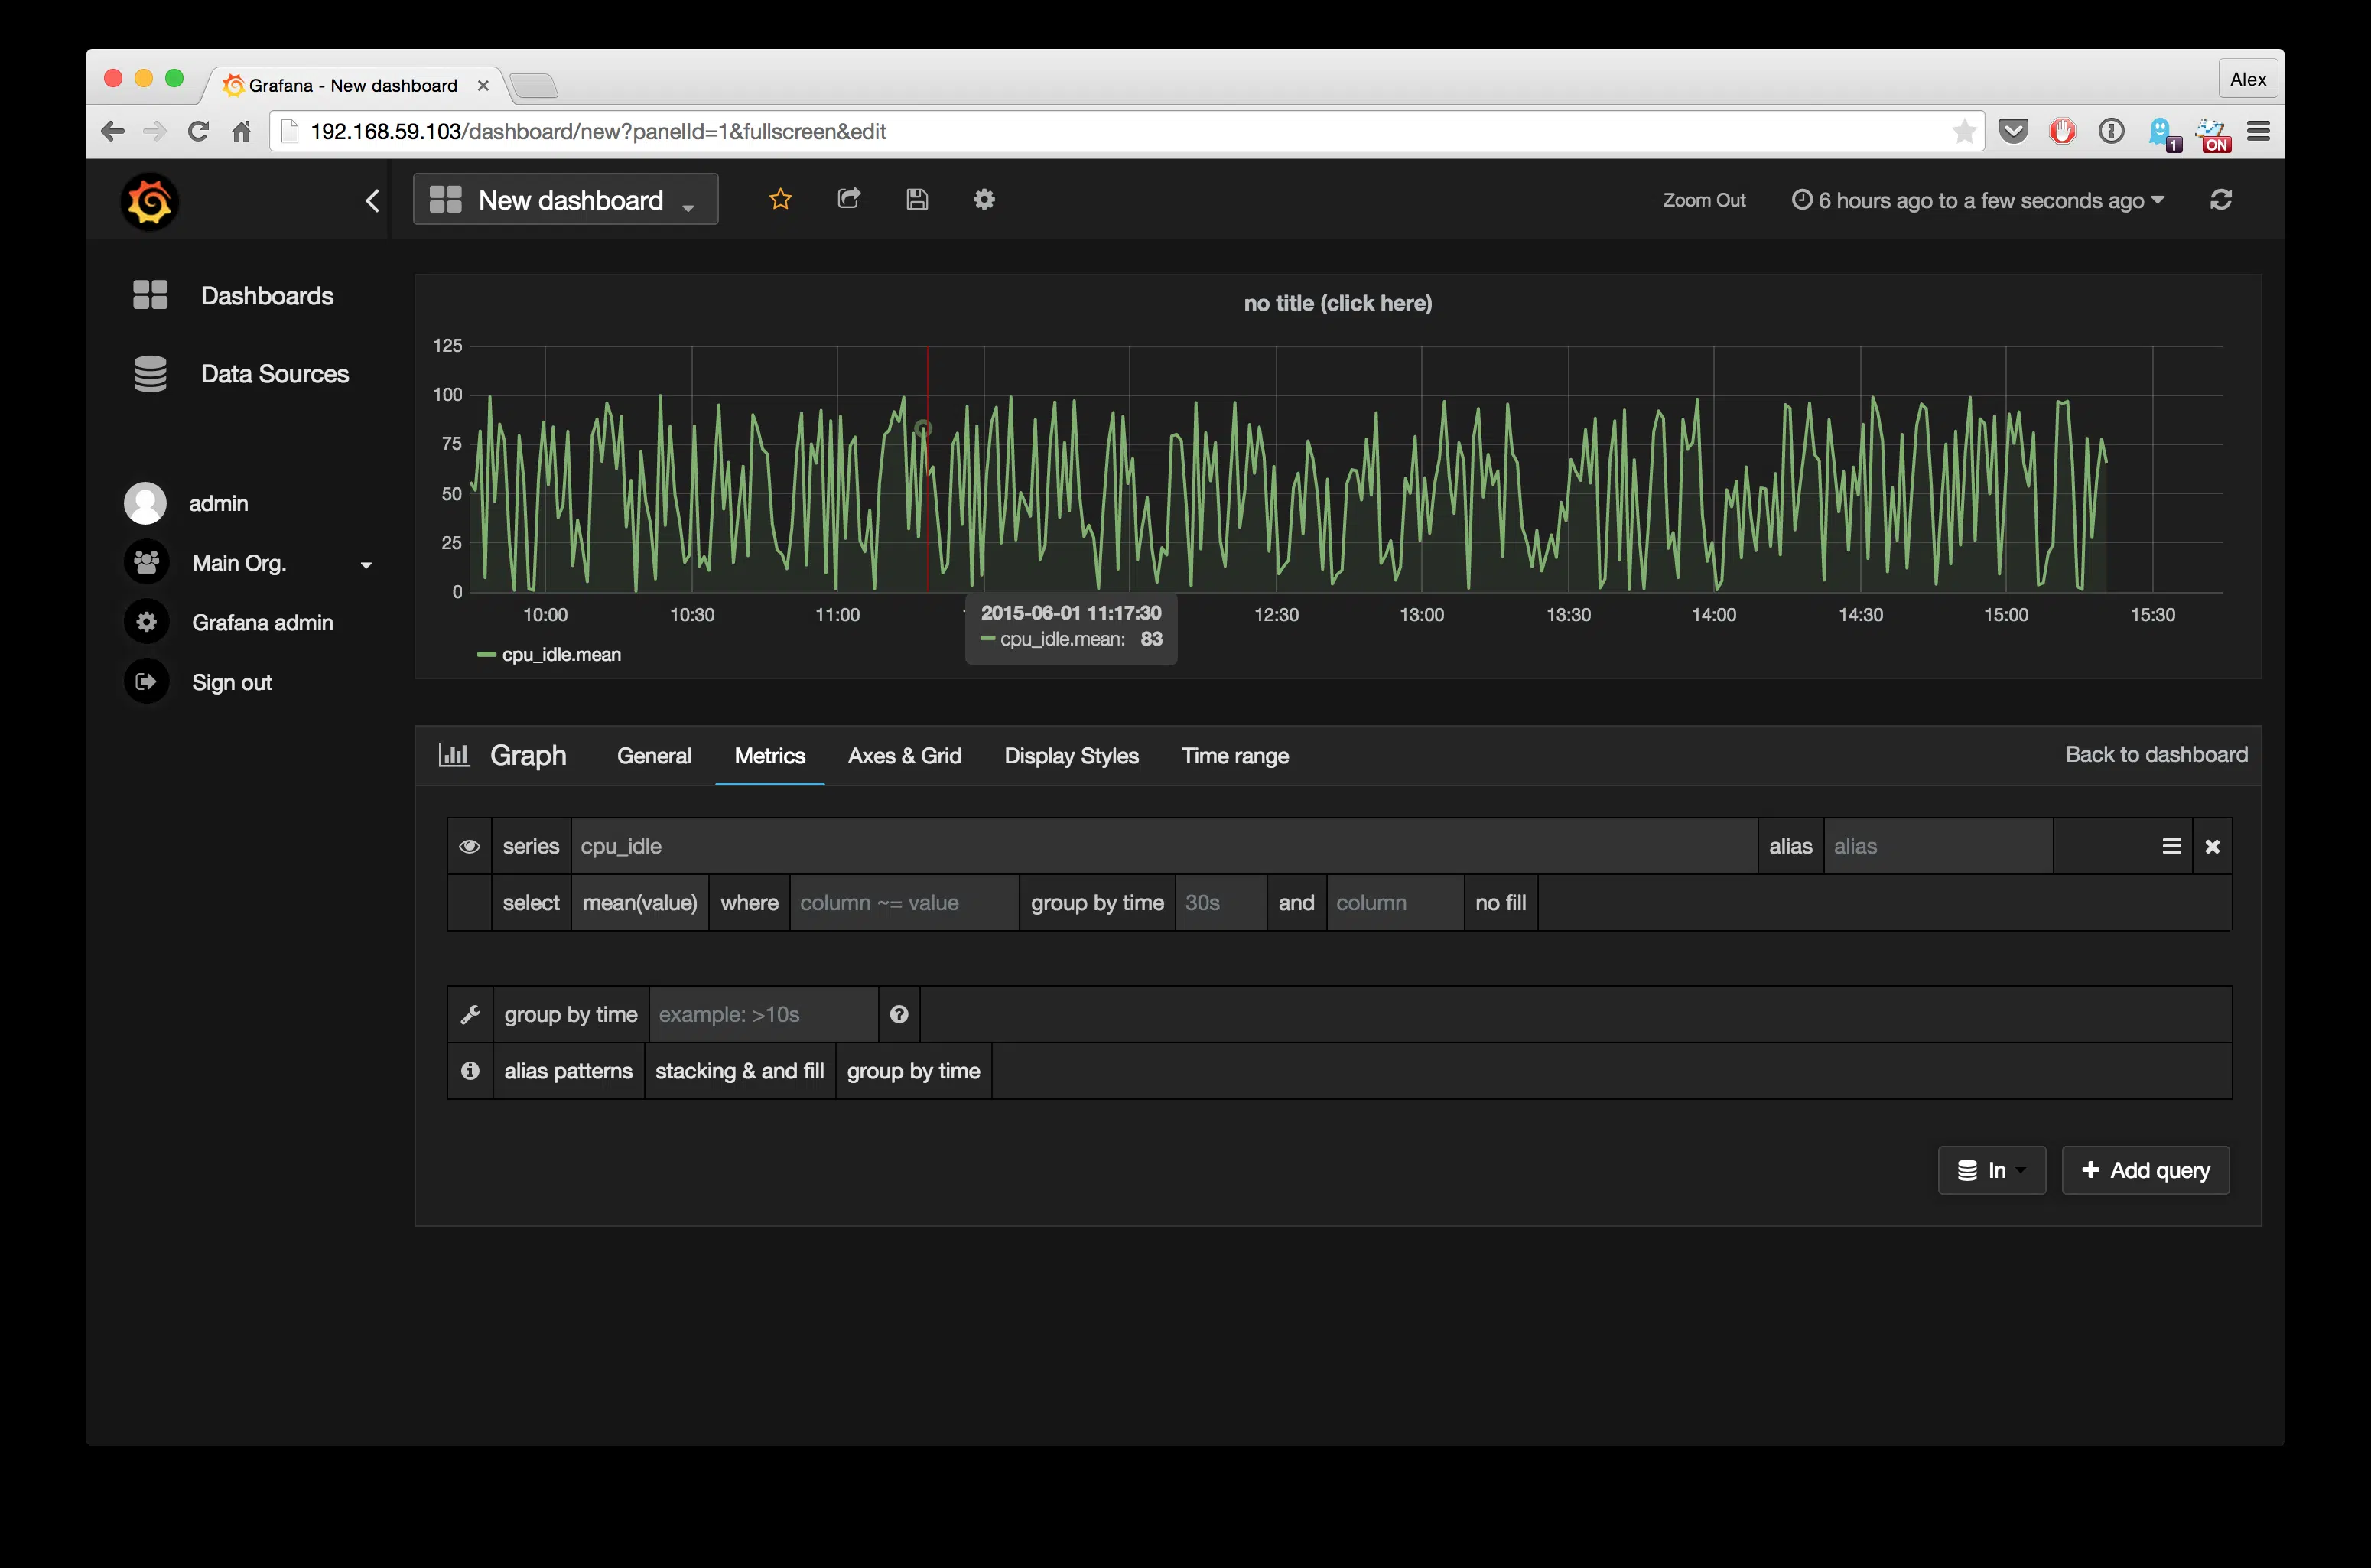 Grafana - New dashboard
Alex
192.168.59.103/dashboard/new?panelId=1&fullscreen&edit
1
ON
New dashboard
Zoom Out
6 hours ago to a few seconds ago
Dashboards
Data Sources
admin
Main Org.
Grafana admin
Sign out
no title (click here)
125
100
75
50
25
0
10:00 10:30 11:00 12:30 13:00 13:30 14:00 14:30 15:00 15:30
2015-06-01 11:17:30
cpu_idle.mean: 83
cpu_idle.mean
Graph General Metrics Axes & Grid Display Styles Time range Back to dashboard
series cpu_idle alias alias
select mean(value) where column ~= value group by time 30s and column no fill
group by time example: >10s
alias patterns stacking & and fill group by time
In Add query